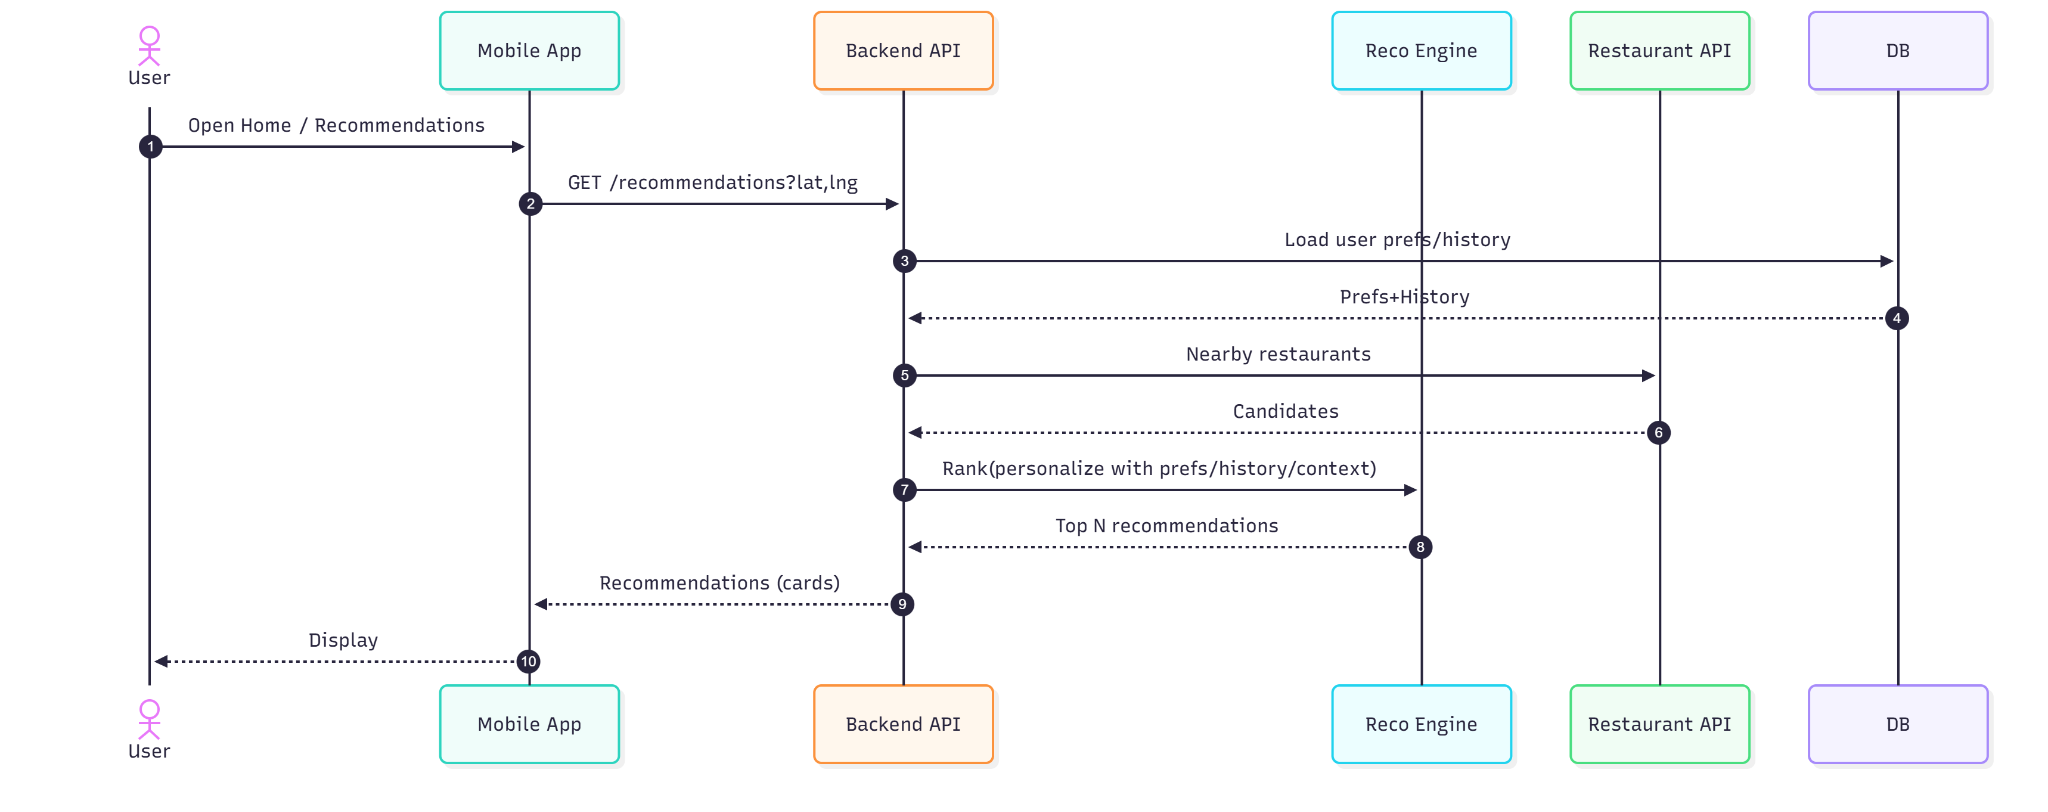 User
Mobile App
Backend API
Reco Engine
Restaurant API
DB
Open Home / Recommendations
1
GET /recommendations?lat,lng
2
Load user prefs/history
3
Prefs+History
4
Nearby restaurants
5
Candidates
6
Rank(personalize with prefs/history/context)
7
Top N recommendations
8
Recommendations (cards)
9
Display
10
User
Mobile App
Backend API
Reco Engine
Restaurant API
DB